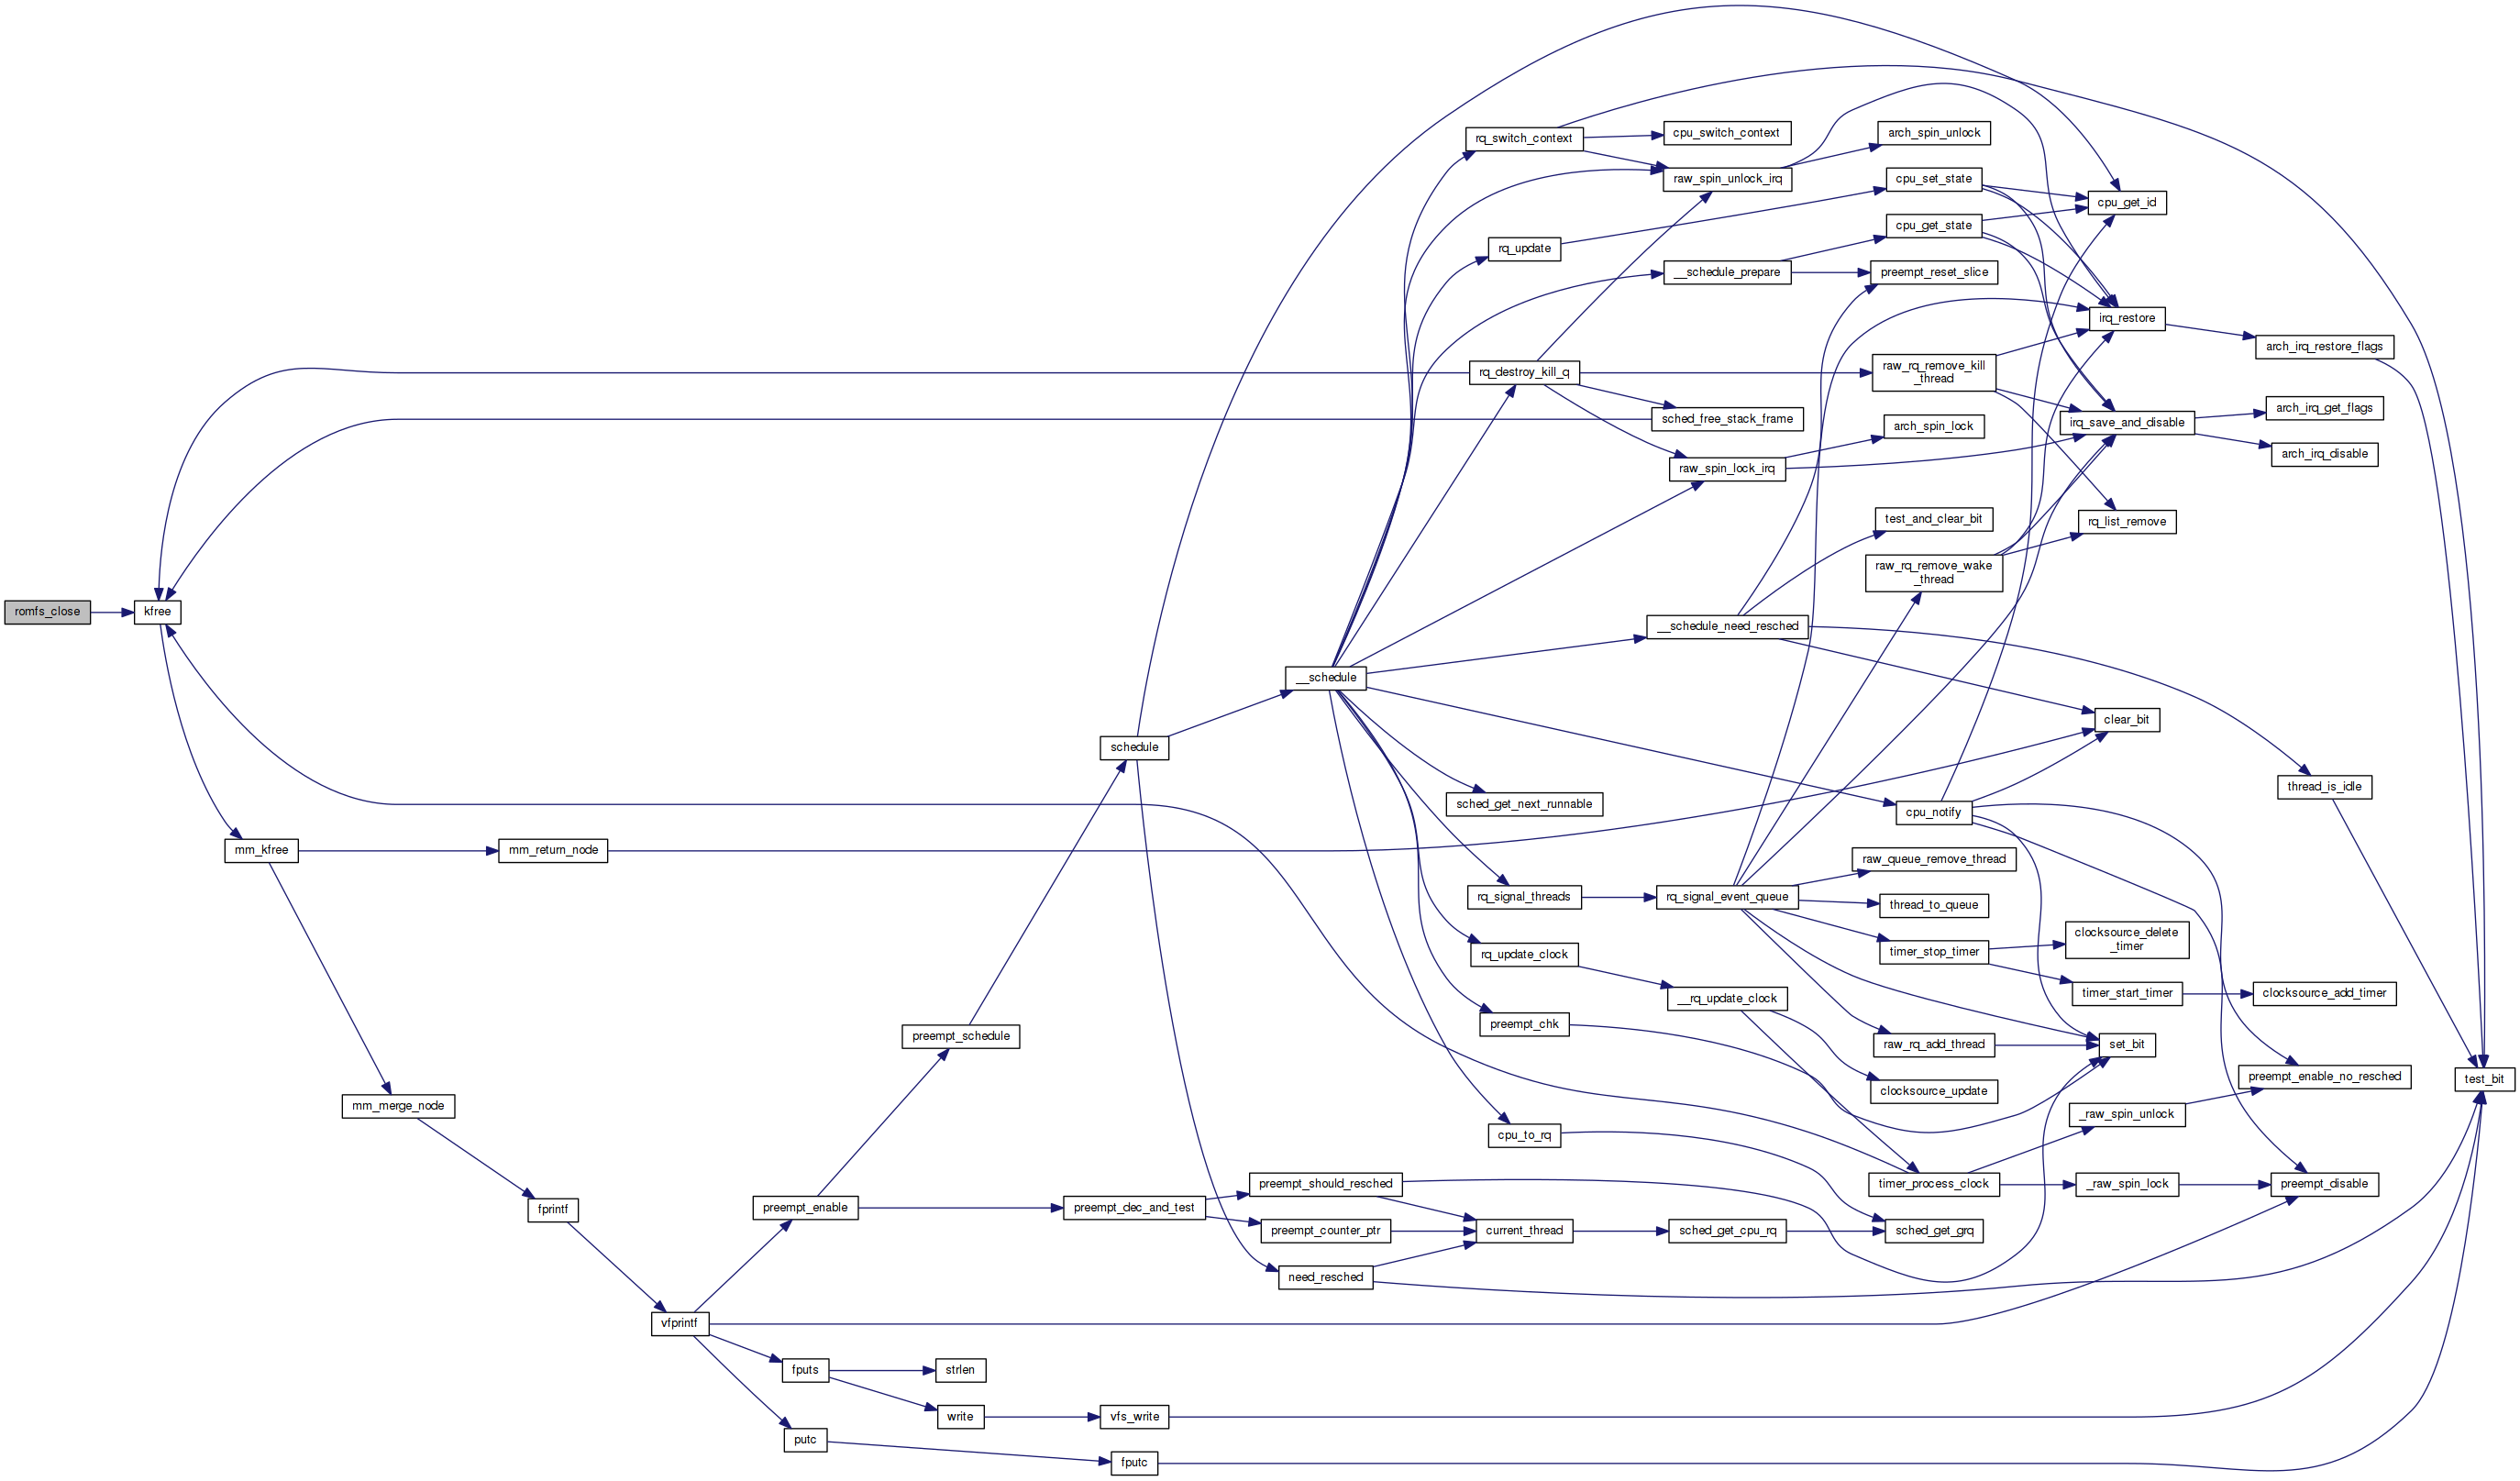 romfs_close
kfree
mm_kfree
mm_return_node
mm_merge_node
fprintf
vfprintf
preempt_enable
fputs
putc
preempt_schedule
strlen
write
schedule
preempt_dec_and_test
vfs_write
fputc
__schedule
preempt_should_resched
preempt_counter_ptr
need_resched
rq_switch_context
rq_update
rq_destroy_kill_q
sched_get_next_runnable
rq_signal_threads
rq_update_clock
preempt_chk
cpu_to_rq
current_thread
cpu_switch_context
raw_spin_unlock_irq
__schedule_prepare
sched_free_stack_frame
raw_spin_lock_irq
__schedule_need_resched
rq_signal_event_queue
__rq_update_clock
sched_get_cpu_rq
arch_spin_unlock
cpu_set_state
cpu_get_state
preempt_reset_slice
raw_rq_remove_kill
_thread
arch_spin_lock
test_and_clear_bit
raw_rq_remove_wake
_thread
cpu_notify
raw_queue_remove_thread
thread_to_queue
timer_stop_timer
raw_rq_add_thread
clocksource_update
timer_process_clock
sched_get_grq
cpu_get_id
irq_restore
irq_save_and_disable
rq_list_remove
clear_bit
clocksource_delete
_timer
timer_start_timer
set_bit
_raw_spin_unlock
_raw_spin_lock
arch_irq_restore_flags
arch_irq_get_flags
arch_irq_disable
thread_is_idle
clocksource_add_timer
preempt_enable_no_resched
preempt_disable
test_bit